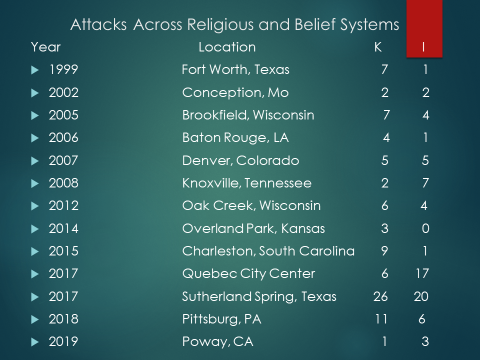 Attacks Across Religious and Belief Systems
Year Location K I
1999 Fort Worth, Texas 7 1
2002 Conception, Mo 2 2
2005 Brookfield, Wisconsin 7 4
2006 Baton Rouge, LA 4 1
2007 Denver, Colorado 5 5
2008 Knoxville, Tennessee 2 7
2012 Oak Creek, Wisconsin 6 4
2014 Overland Park, Kansas 3 0
2015 Charleston, South Carolina 9 1
2017 Quebec City Center 6 17
2017 Sutherland Spring, Texas 26 20
2018 Pittsburg, PA 11 6
2019 Poway, CA 1 3